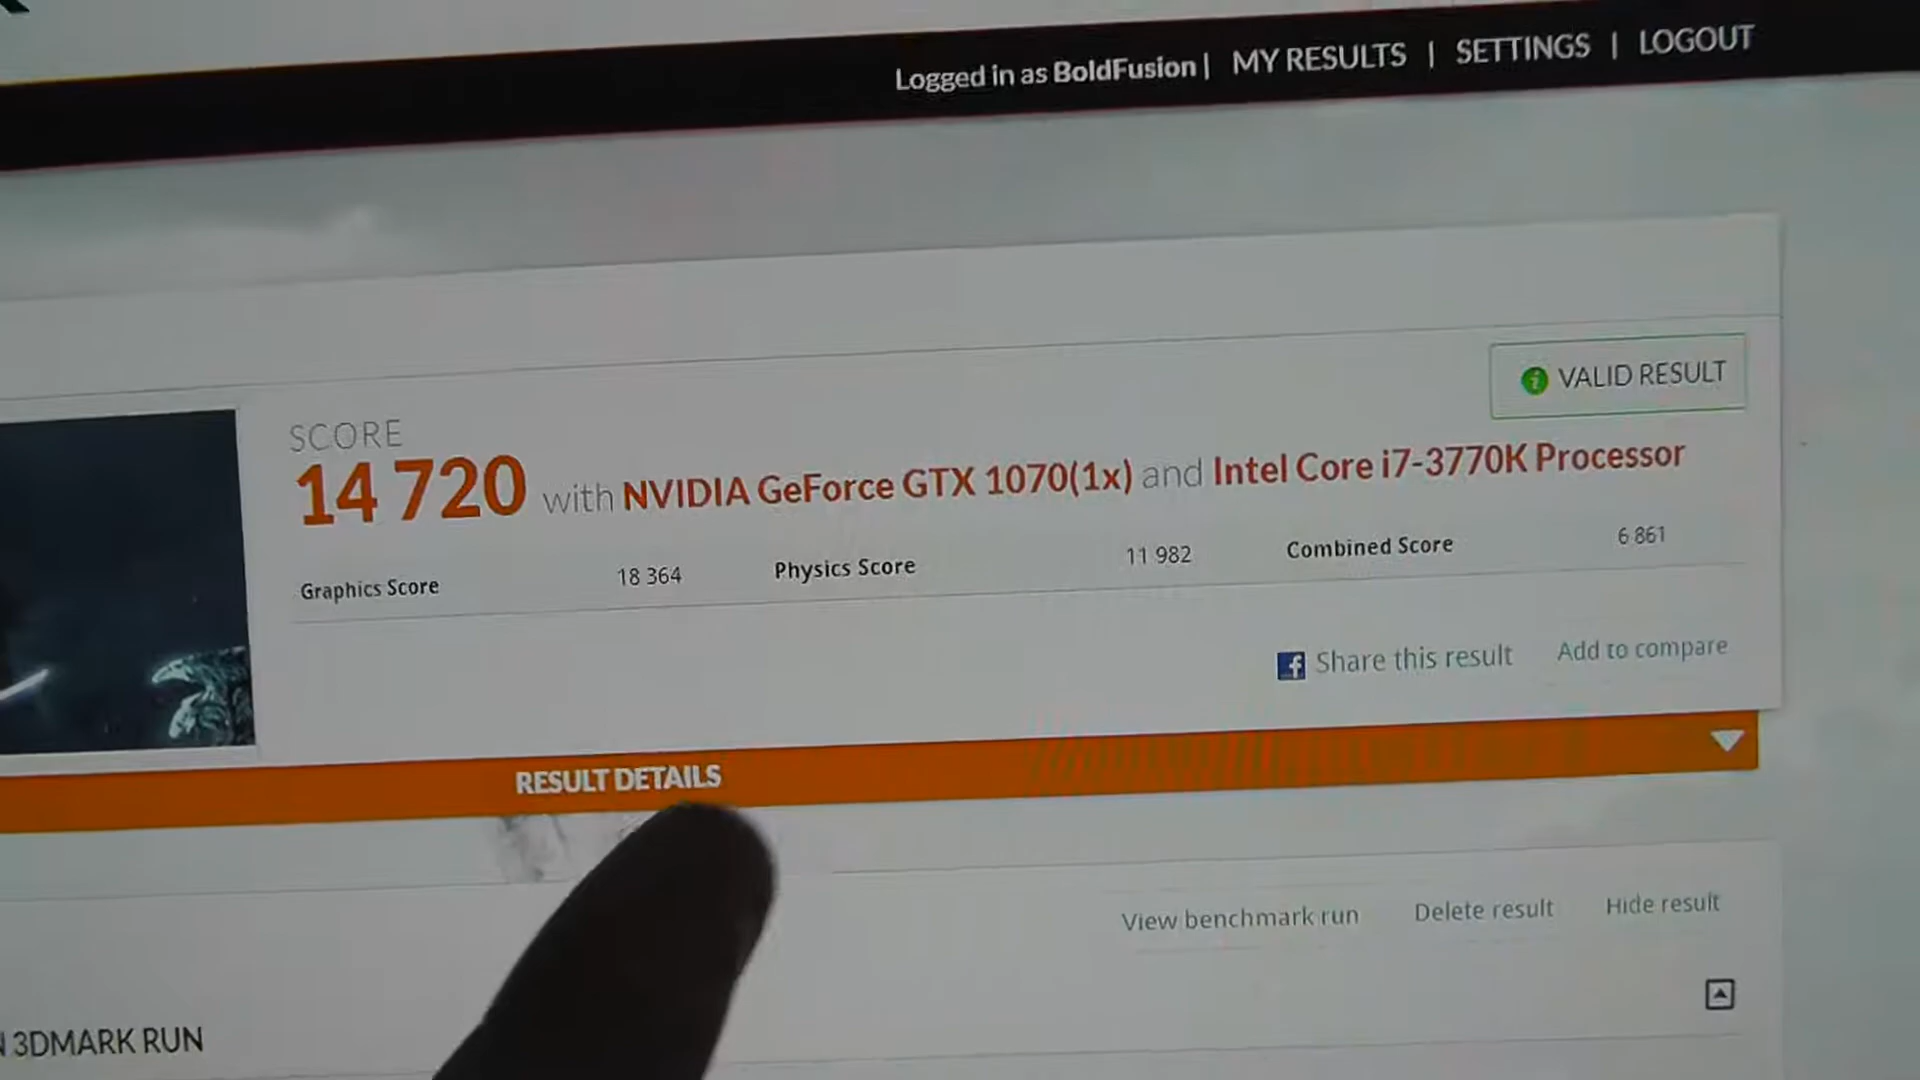 Logged in as BoldFusion | MY RESULTS | SETTINGS | LOGOUT
VALID RESULT
SCORE
14 720 with NVIDIA GeForce GTX 1070(1x) and Intel Core i7-3770K Processor
Graphics Score 18 364 Physics Score 11 982 Combined Score 6 861
f Share this result Add to compare
RESULT DETAILS
View benchmark run Delete result Hide result
3DMARK RUN